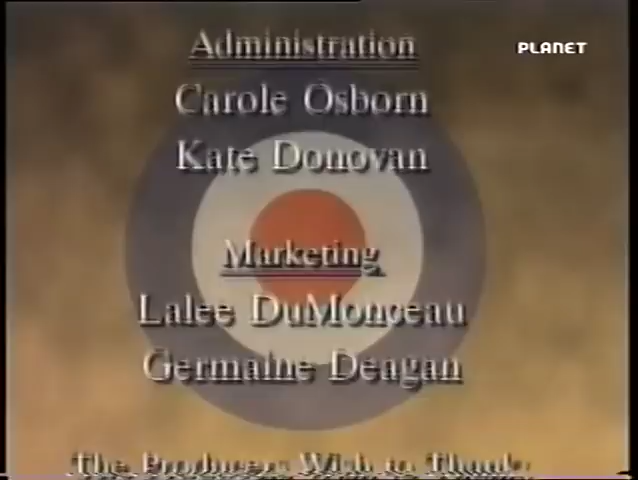 Administration
PLANET
Carole Osborn
Kate Donovan
Marketing
Lalee DuMonceau
Germaine Deagan
The Producers Wish to Thank